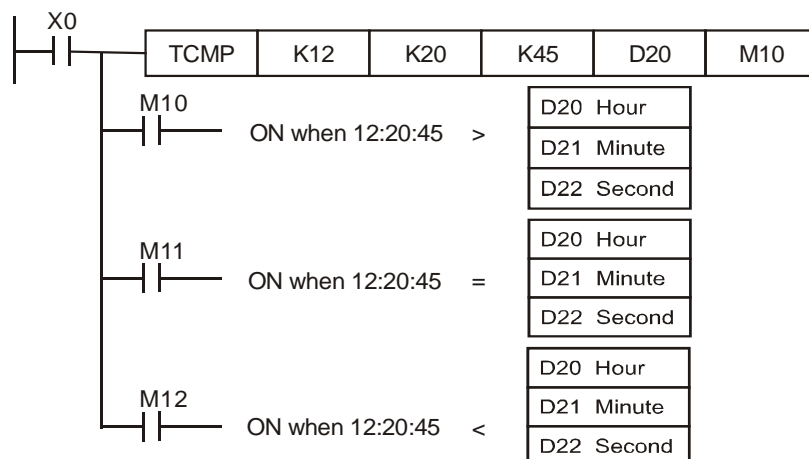 X0
TCMP K12 K20 K45 D20 M10
M10
ON when 12:20:45 >
D20 Hour
D21 Minute
D22 Second
M11
ON when 12:20:45 =
D20 Hour
D21 Minute
D22 Second
M12
ON when 12:20:45 <
D20 Hour
D21 Minute
D22 Second